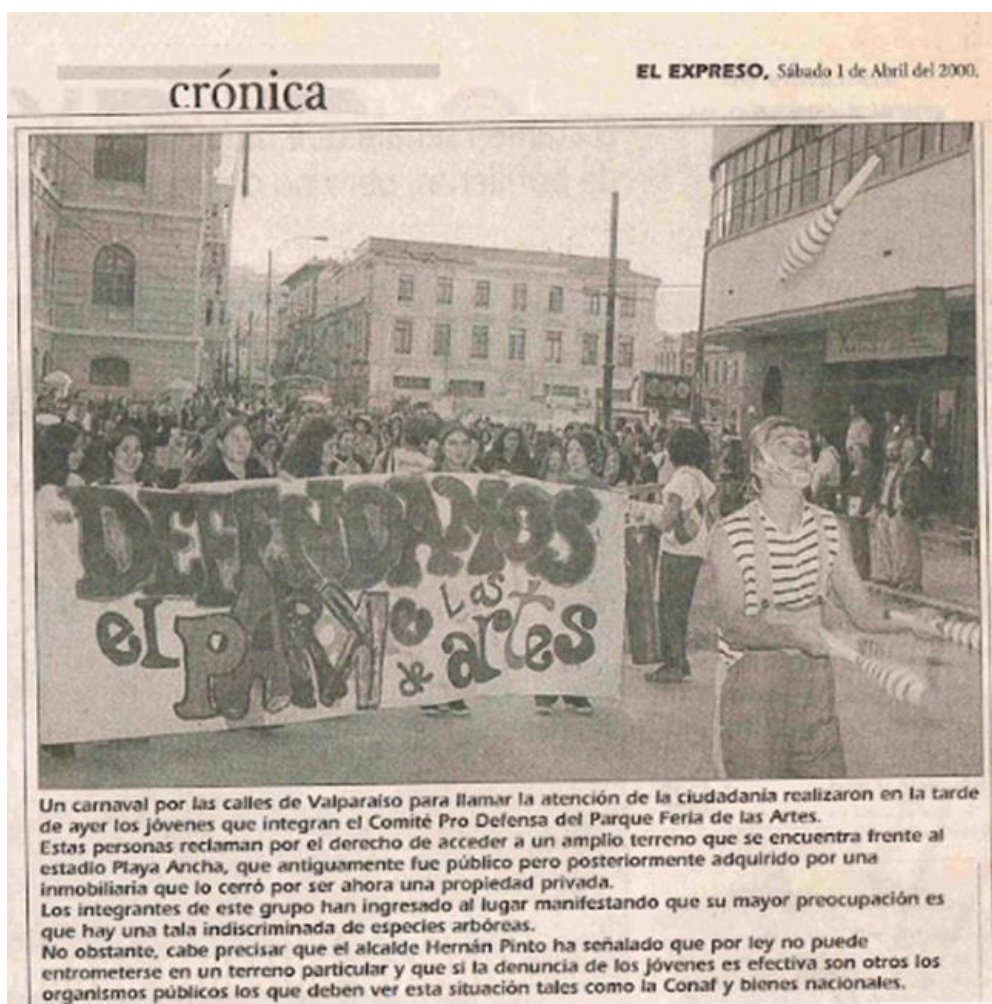 EL EXPRESO, Sábado 1 de Abril del 2000.
crónica
DEFENDAMOS
el PARQ de Las
artes
Un carnaval por las calles de Valparaíso para llamar la atención de la ciudadanía realizaron en la tarde
de ayer los jóvenes que integran el Comité Pro Defensa del Parque Feria de las Artes.
Estas personas reclaman por el derecho de acceder a un amplio terreno que se encuentra frente al
estadio Playa Ancha, que antiguamente fue público pero posteriormente adquirido por una
inmobiliaria que lo cerró por ser ahora una propiedad privada.
Los integrantes de este grupo han ingresado al lugar manifestando que su mayor preocupación es
que hay una tala indiscriminada de especies arbóreas.
No obstante, cabe precisar que el alcalde Hernán Pinto ha señalado que por ley no puede
entrometerse en un terreno particular y que si la denuncia de los jóvenes es efectiva son otros los
organismos públicos los que deben ver esta situación tales como la Conaf y bienes nacionales.